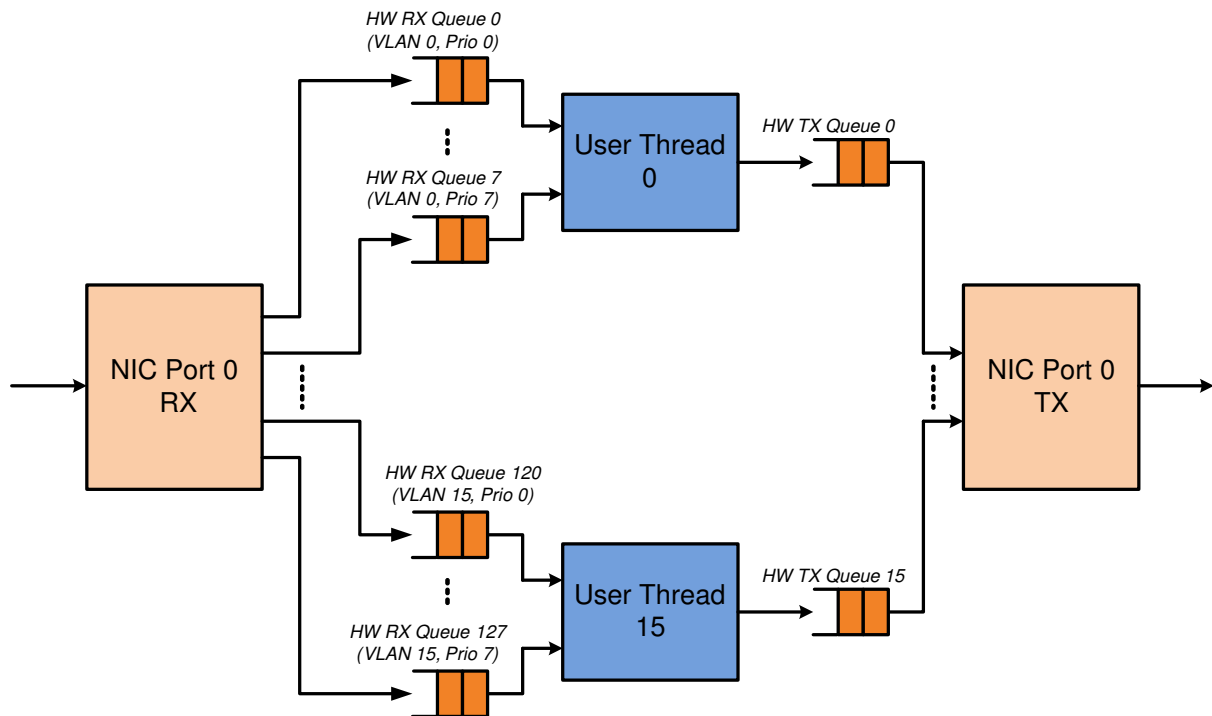 HW RX Queue 0
(VLAN 0, Prio 0)
HW RX Queue 7
(VLAN 0, Prio 7)
User Thread
0
HW TX Queue 0
NIC Port 0
RX
NIC Port 0
TX
HW RX Queue 120
(VLAN 15, Prio 0)
HW RX Queue 127
(VLAN 15, Prio 7)
User Thread
15
HW TX Queue 15